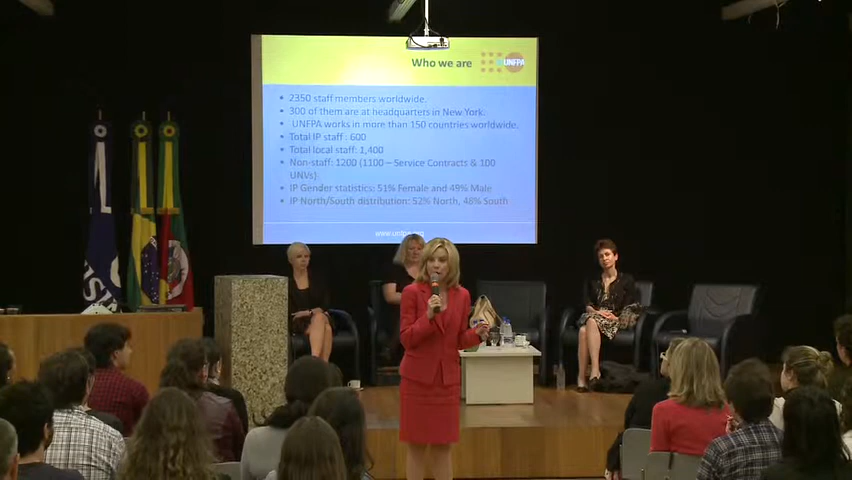 Who we are
UNFPA
• 2350 staff members worldwide.
• 300 of them are at headquarters in New York.
• UNFPA works in more than 150 countries worldwide.
• Total IP staff : 600
• Total local staff: 1,400
• Non-staff: 1200 (1100 – Service Contracts & 100
UNVs)
• IP Gender statistics: 51% Female and 49% Male
• IP North/South distribution: 52% North, 48% South
www.unfpa.org